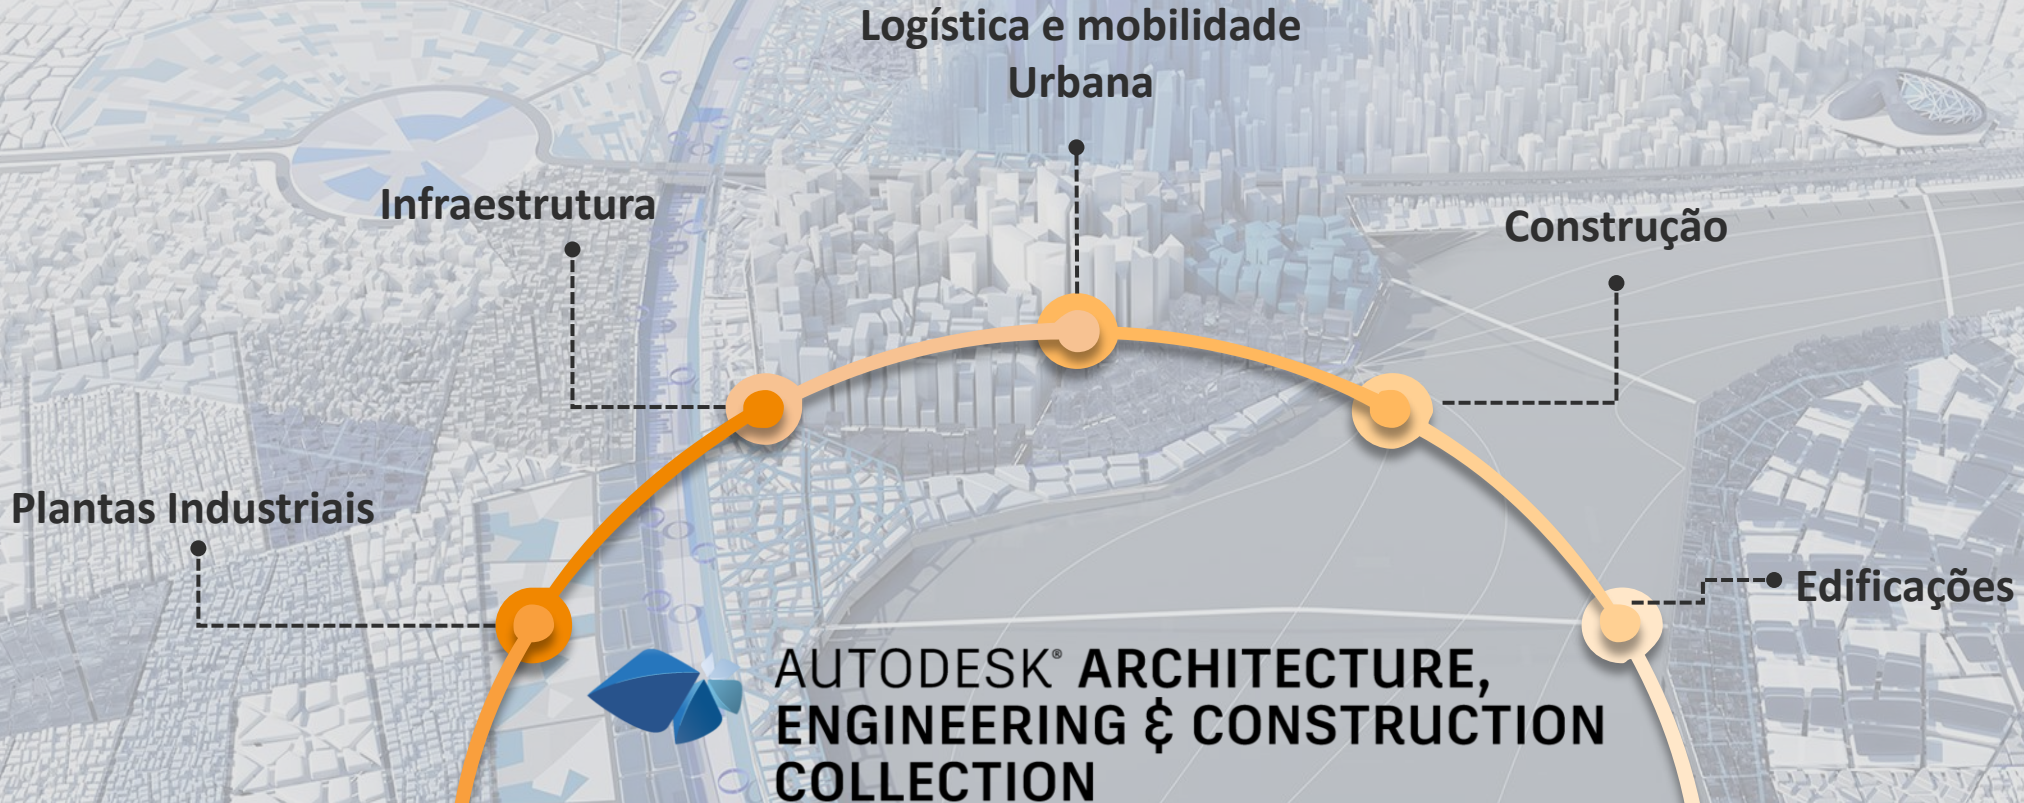 Logística e mobilidade
Urbana
Infraestrutura
Construção
Plantas Industriais
Edificações
AUTODESK® ARCHITECTURE,
ENGINEERING & CONSTRUCTION
COLLECTION